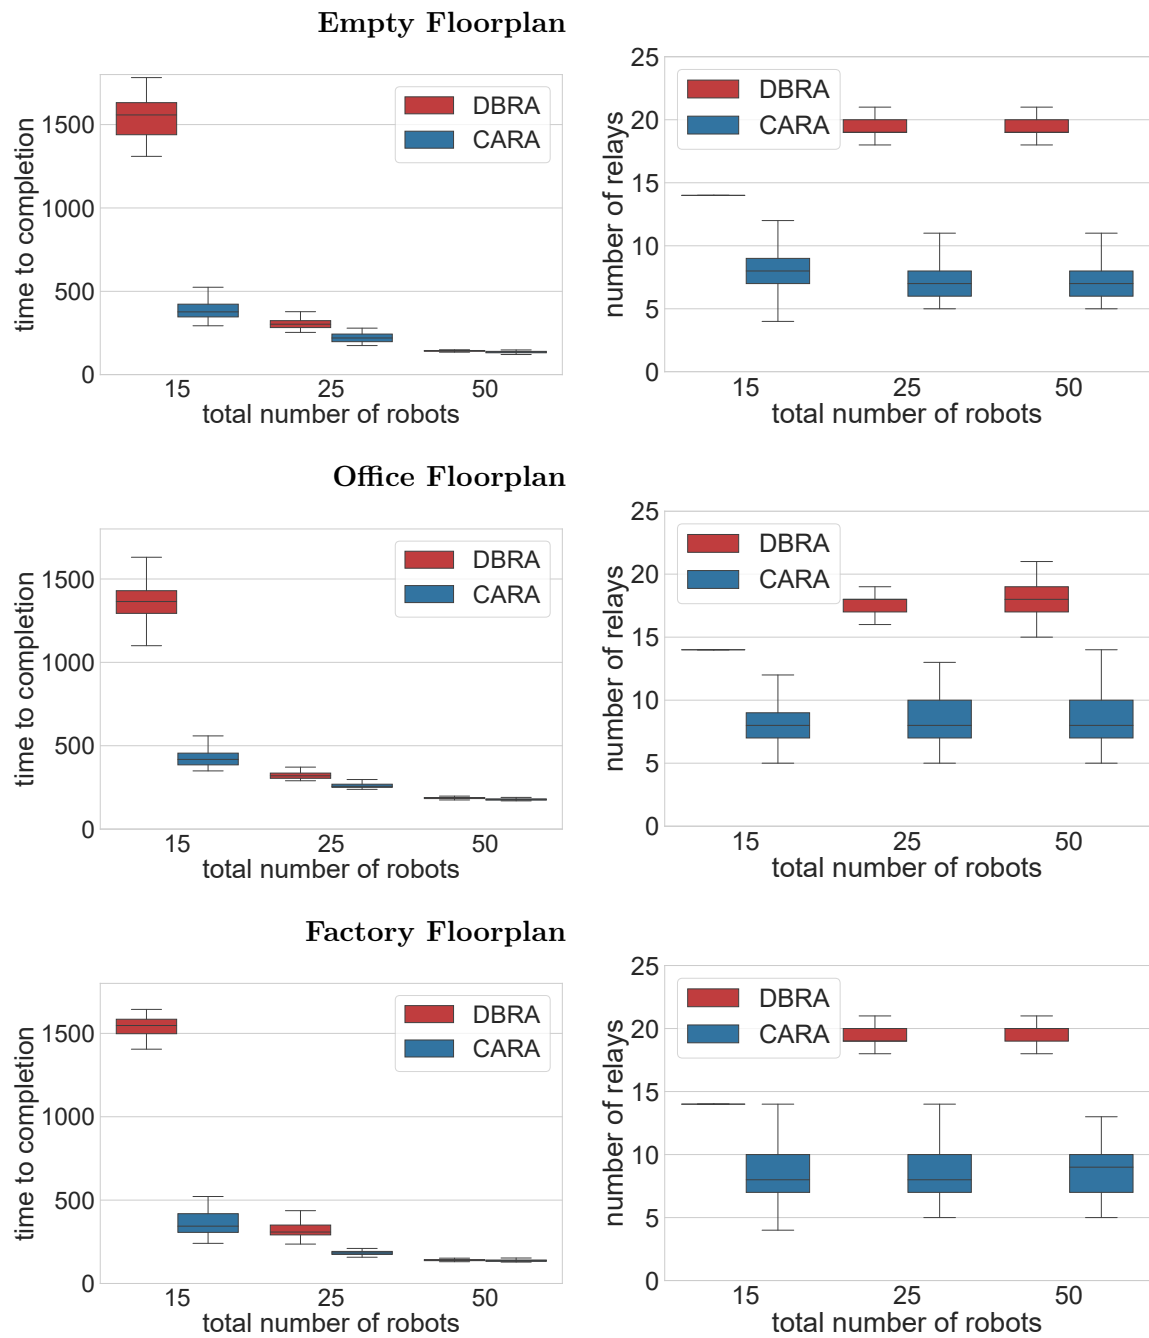 Empty Floorplan
time to completion
1500
1000
500
0
DBRA
CARA
15 25 50
total number of robots
number of relays
25
20
15
10
5
0
DBRA
CARA
15 25 50
total number of robots
Office Floorplan
time to completion
1500
1000
500
0
DBRA
CARA
15 25 50
total number of robots
number of relays
25
20
15
10
5
0
DBRA
CARA
15 25 50
total number of robots
Factory Floorplan
time to completion
1500
1000
500
0
DBRA
CARA
15 25 50
total number of robots
number of relays
25
20
15
10
5
0
DBRA
CARA
15 25 50
total number of robots